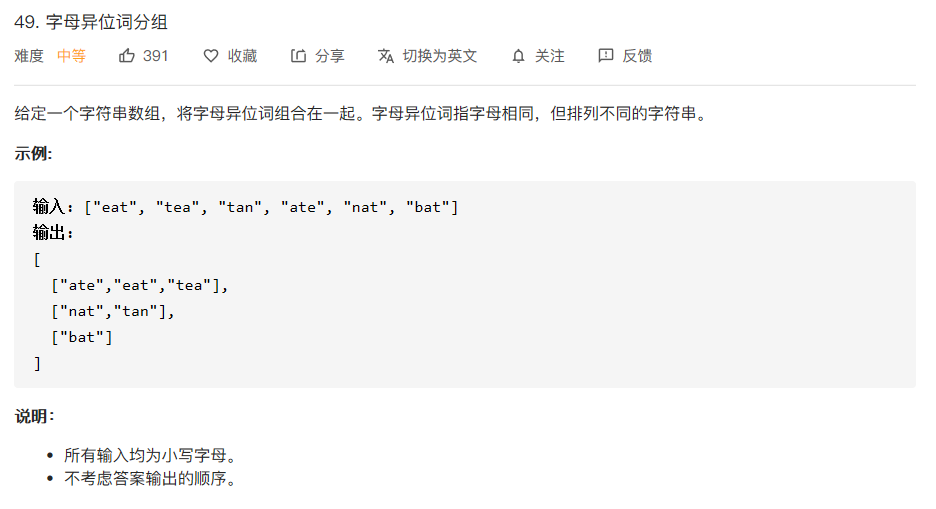 49. 字母异位词分组
难度 中等 391 收藏 分享 切换为英文 关注 反馈
给定一个字符串数组，将字母异位词组合在一起。字母异位词指字母相同，但排列不同的字符串。
示例:
输入: ["eat", "tea", "tan", "ate", "nat", "bat"]
输出:
[
  ["ate","eat","tea"],
  ["nat","tan"],
  ["bat"]
]
说明：
• 所有输入均为小写字母。
• 不考虑答案输出的顺序。